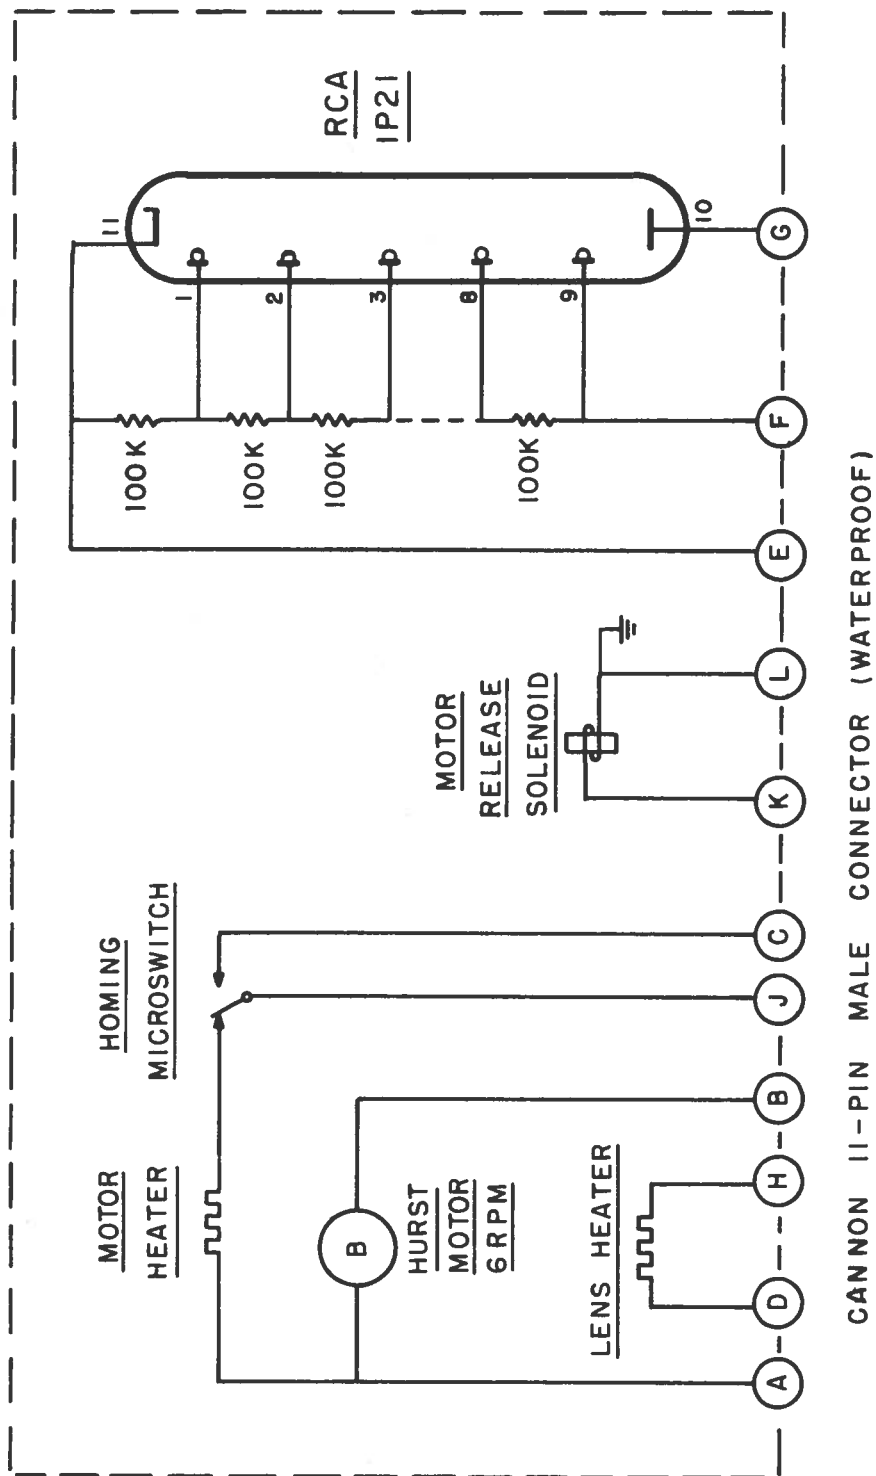 MOTOR
HEATER
HOMING
MICROSWITCH
RCA
1P21
11
1
2
3
8
9
10
100K
100K
100K
100K
B
HURST
MOTOR
6RPM
MOTOR
RELEASE
SOLENOID
LENS HEATER
A
D
H
B
J
C
K
L
E
F
G
CANNON 11-PIN MALE CONNECTOR (WATERPROOF)